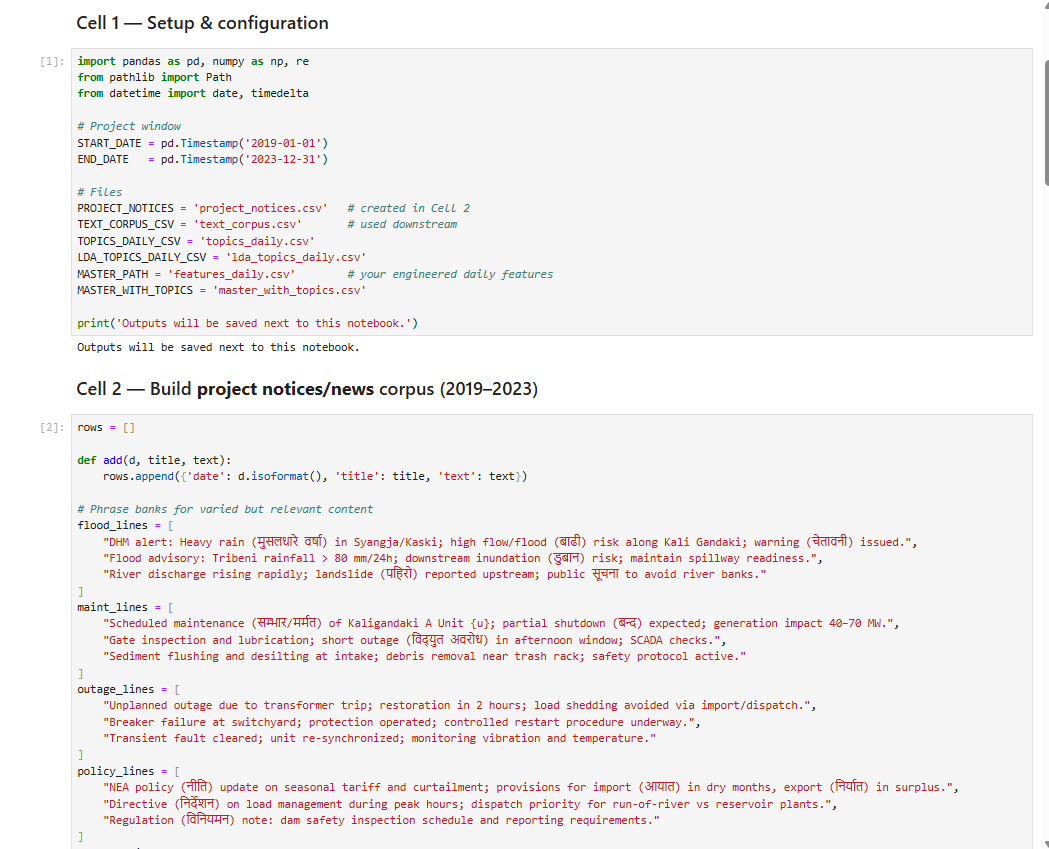 Cell 1 — Setup & configuration
[1]:
import pandas as pd, numpy as np, re
from pathlib import Path
from datetime import date, timedelta
# Project window
START_DATE = pd.Timestamp('2019-01-01')
END_DATE   = pd.Timestamp('2023-12-31')
# Files
PROJECT_NOTICES = 'project_notices.csv'   # created in Cell 2
TEXT_CORPUS_CSV = 'text_corpus.csv'       # used downstream
TOPICS_DAILY_CSV = 'topics_daily.csv'
LDA_TOPICS_DAILY_CSV = 'lda_topics_daily.csv'
MASTER_PATH = 'features_daily.csv'        # your engineered daily features
MASTER_WITH_TOPICS = 'master_with_topics.csv'
print('Outputs will be saved next to this notebook.')
Outputs will be saved next to this notebook.
Cell 2 — Build project notices/news corpus (2019–2023)
[2]:
rows = []
def add(d, title, text):
    rows.append({'date': d.isoformat(), 'title': title, 'text': text})
# Phrase banks for varied but relevant content
flood_lines = [
    "DHM alert: Heavy rain (मुसलधारे वर्षा) in Syangja/Kaski; high flow/flood (बाढी) risk along Kali Gandaki; warning (चेतावनी) issued.",
    "Flood advisory: Tribeni rainfall > 80 mm/24h; downstream inundation (डुबान) risk; maintain spillway readiness.",
    "River discharge rising rapidly; landslide (पहिरो) reported upstream; public सूचना to avoid river banks."
]
maint_lines = [
    "Scheduled maintenance (सम्भार/मर्मत) of Kaligandaki A Unit {u}; partial shutdown (बन्द) expected; generation impact 40–70 MW.",
    "Gate inspection and lubrication; short outage (विद्युत अवरोध) in afternoon window; SCADA checks.",
    "Sediment flushing and desilting at intake; debris removal near trash rack; safety protocol active."
]
outage_lines = [
    "Unplanned outage due to transformer trip; restoration in 2 hours; load shedding avoided via import/dispatch.",
    "Breaker failure at switchyard; protection operated; controlled restart procedure underway.",
    "Transient fault cleared; unit re-synchronized; monitoring vibration and temperature."
]
policy_lines = [
    "NEA policy (नीति) update on seasonal tariff and curtailment; provisions for import (आयात) in dry months, export (निर्यात) in surplus.",
    "Directive (निर्देशन) on load management during peak hours; dispatch priority for run-of-river vs reservoir plants.",
    "Regulation (विनियमन) note: dam safety inspection schedule and reporting requirements."
]